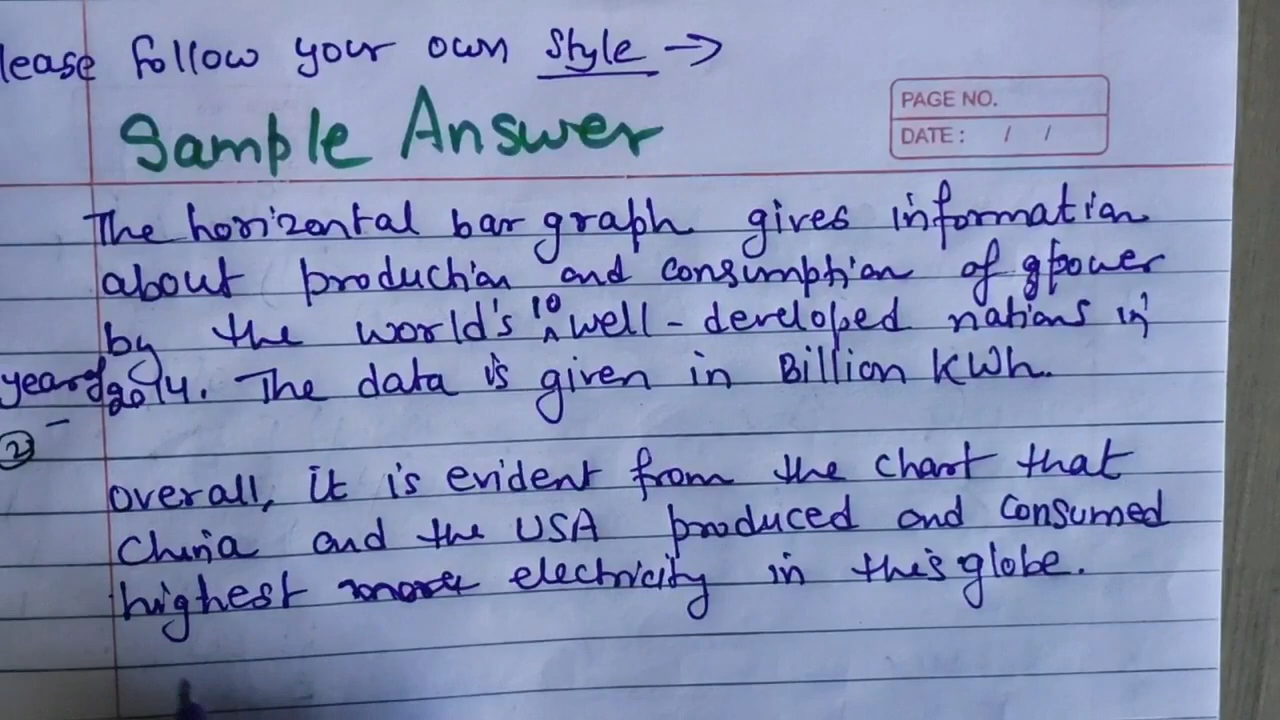 lease follow your own style →
Sample Answer
PAGE NO.
DATE: / /
The horizontal bar graph gives information
about production and consumption of power
by the world's 10 well-developed nations in
year of 2014. The data is given in Billion KWh.
②
Overall, it is evident from the chart that
China and the USA produced and consumed
highest electricity in this globe.